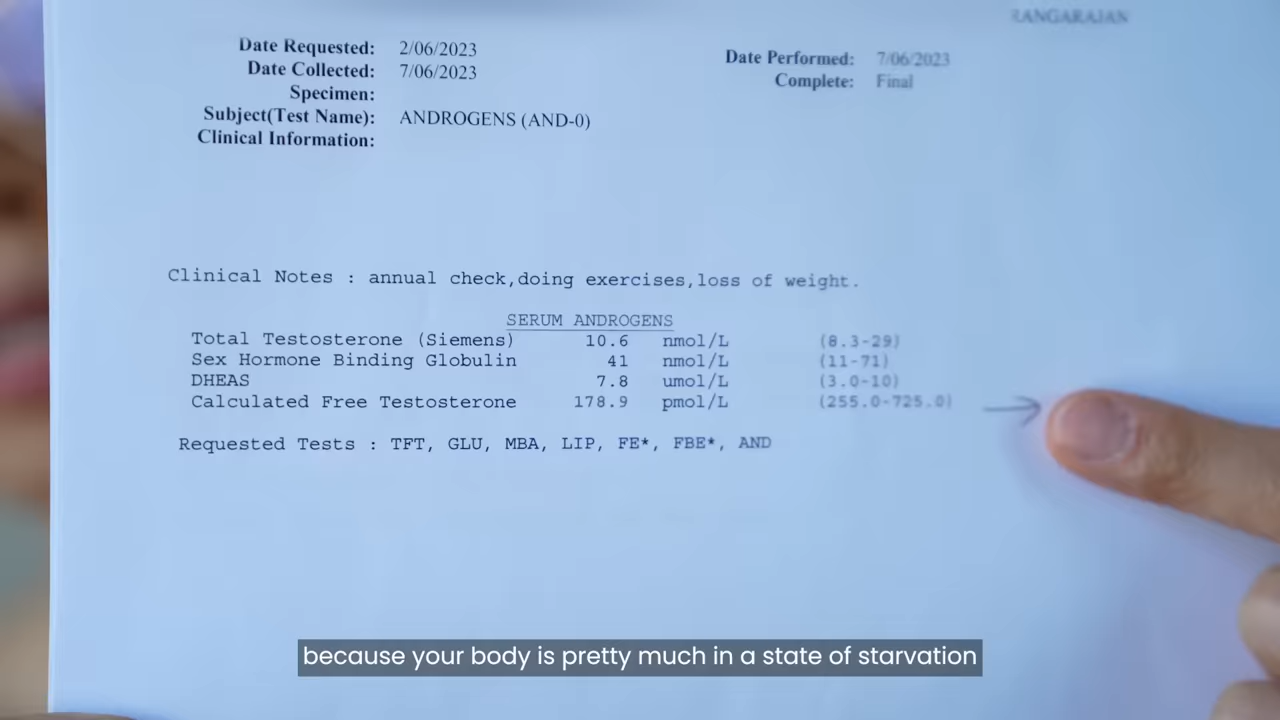 RANGARAJAN
Date Requested: 2/06/2023
Date Performed: 7/06/2023
Date Collected: 7/06/2023
Complete: Final
Specimen:
Subject(Test Name): ANDROGENS (AND-0)
Clinical Information:
Clinical Notes : annual check,doing exercises,loss of weight.
SERUM ANDROGENS
Total Testosterone (Siemens) 10.6 nmol/L (8.3-29)
Sex Hormone Binding Globulin 41 nmol/L (11-71)
DHEAS 7.8 umol/L (3.0-10)
Calculated Free Testosterone 178.9 pmol/L (255.0-725.0)
Requested Tests : TFT, GLU, MBA, LIP, FE*, FBE*, AND
because your body is pretty much in a state of starvation